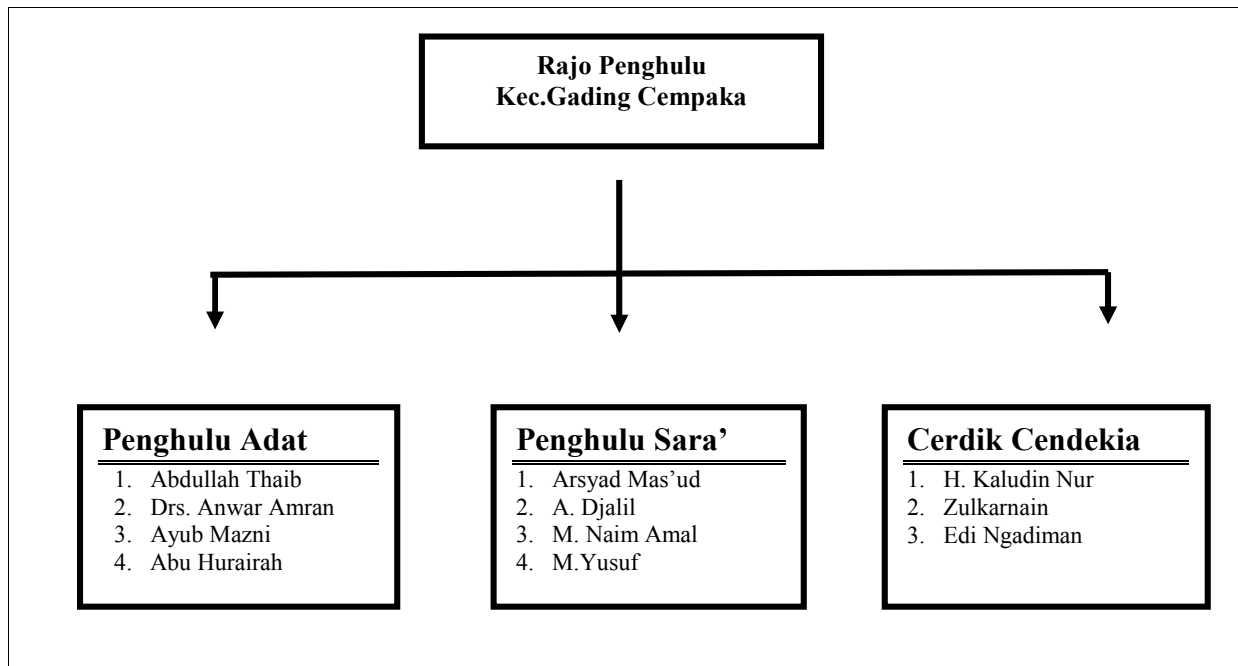 Rajo Penghulu
Kec.Gading Cempaka
Penghulu Adat
1. Abdullah Thaib
2. Drs. Anwar Amran
3. Ayub Mazni
4. Abu Hurairah
Penghulu Sara’
1. Arsyad Mas’ud
2. A. Djalil
3. M. Naim Amal
4. M.Yusuf
Cerdik Cendekia
1. H. Kaludin Nur
2. Zulkarnain
3. Edi Ngadiman